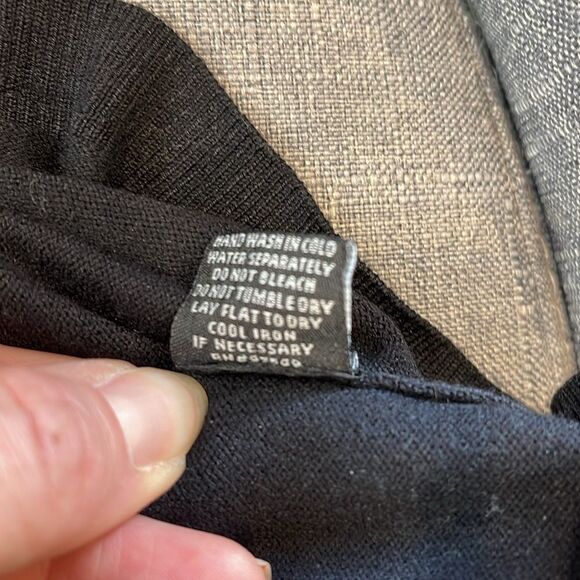 HAND WASH IN COLD
WATER SEPARATELY
DO NOT BLEACH
DO NOT TUMBLE DRY
LAY FLAT TO DRY
COOL IRON
IF NECESSARY